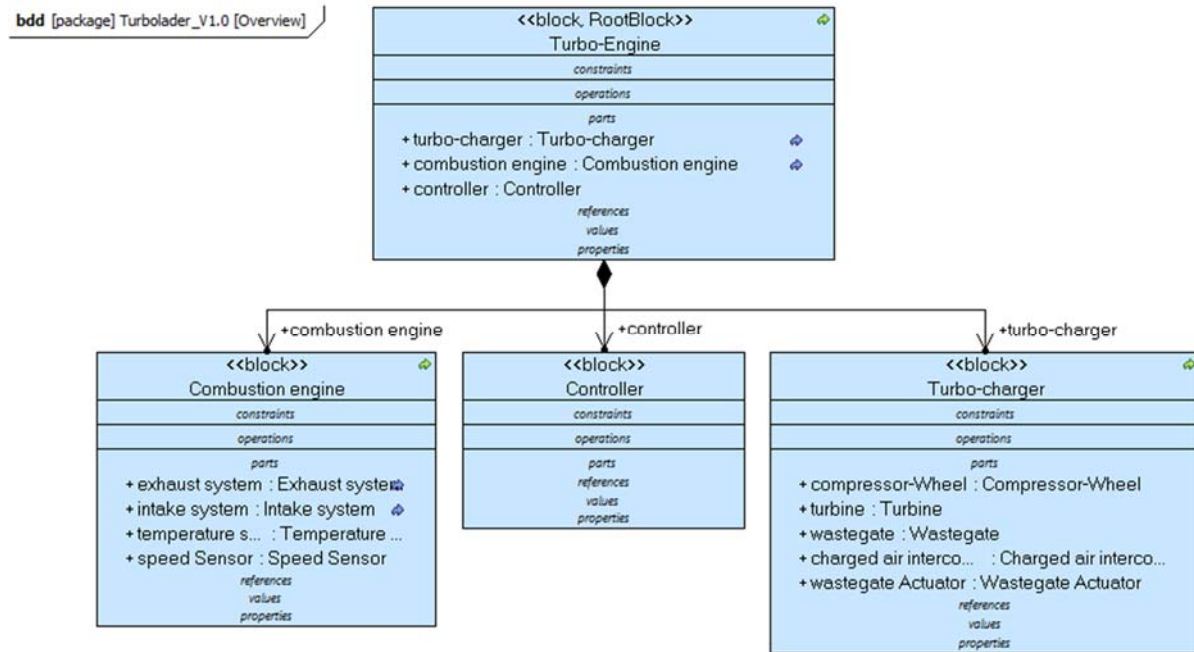 bdd [package] Turbolader_V1.0 [Overview]
<<block, RootBlock>>
Turbo-Engine
constraints
operations
parts
+ turbo-charger : Turbo-charger
+ combustion engine : Combustion engine
+ controller : Controller
references
values
properties
+combustion engine
+controller
+turbo-charger
<<block>>
Combustion engine
constraints
operations
parts
+ exhaust system : Exhaust system
+ intake system : Intake system
+ temperature s... : Temperature ...
+ speed Sensor : Speed Sensor
references
values
properties
<<block>>
Controller
constraints
operations
parts
references
values
properties
<<block>>
Turbo-charger
constraints
operations
parts
+ compressor-Wheel : Compressor-Wheel
+ turbine : Turbine
+ wastegate : Wastegate
+ charged air interco... : Charged air interco...
+ wastegate Actuator : Wastegate Actuator
references
values
properties